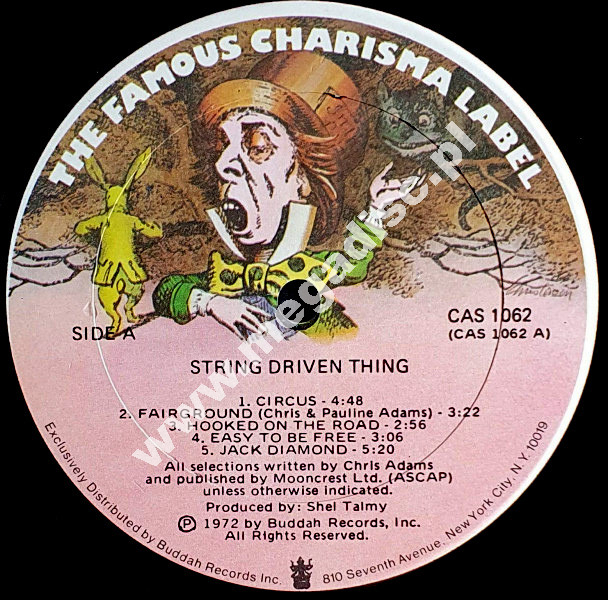 THE FAMOUS CHARISMA LABEL
SIDE A
CAS 1062
(CAS 1062 A)
STRING DRIVEN THING
1. CIRCUS - 4:48
2. FAIRGROUND (Chris & Pauline Adams) - 3:22
3. HOOKED ON THE ROAD - 2:56
4. EASY TO BE FREE - 3:06
5. JACK DIAMOND - 5:20
All selections written by Chris Adams
and published by Mooncrest Ltd. (ASCAP)
unless otherwise indicated.
Produced by: Shel Talmy
Ⓟ 1972 by Buddah Records, Inc.
All Rights Reserved.
Exclusively Distributed by Buddah Records Inc. 810 Seventh Avenue, New York City, N.Y. 10019
www.megadisc.pl